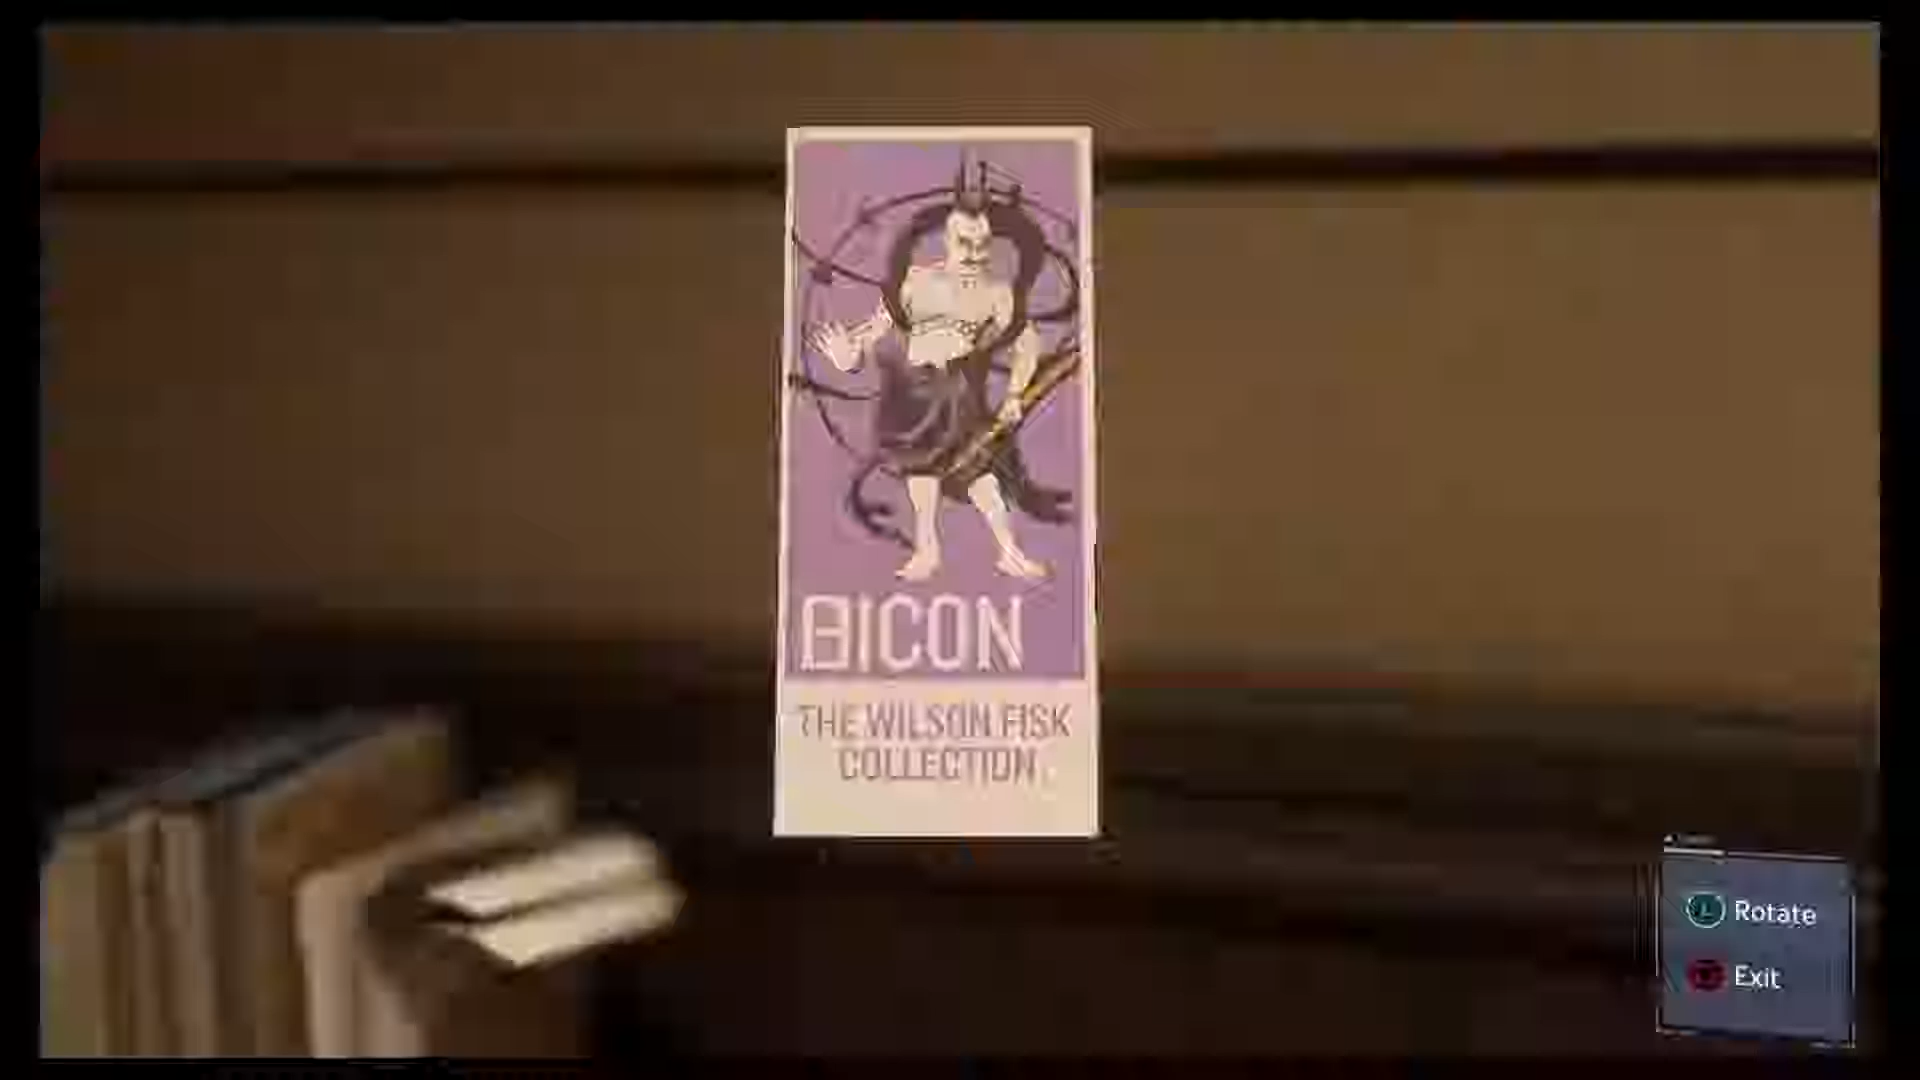 BICON
THE WILSON FISK
COLLECTION
Rotate
Exit